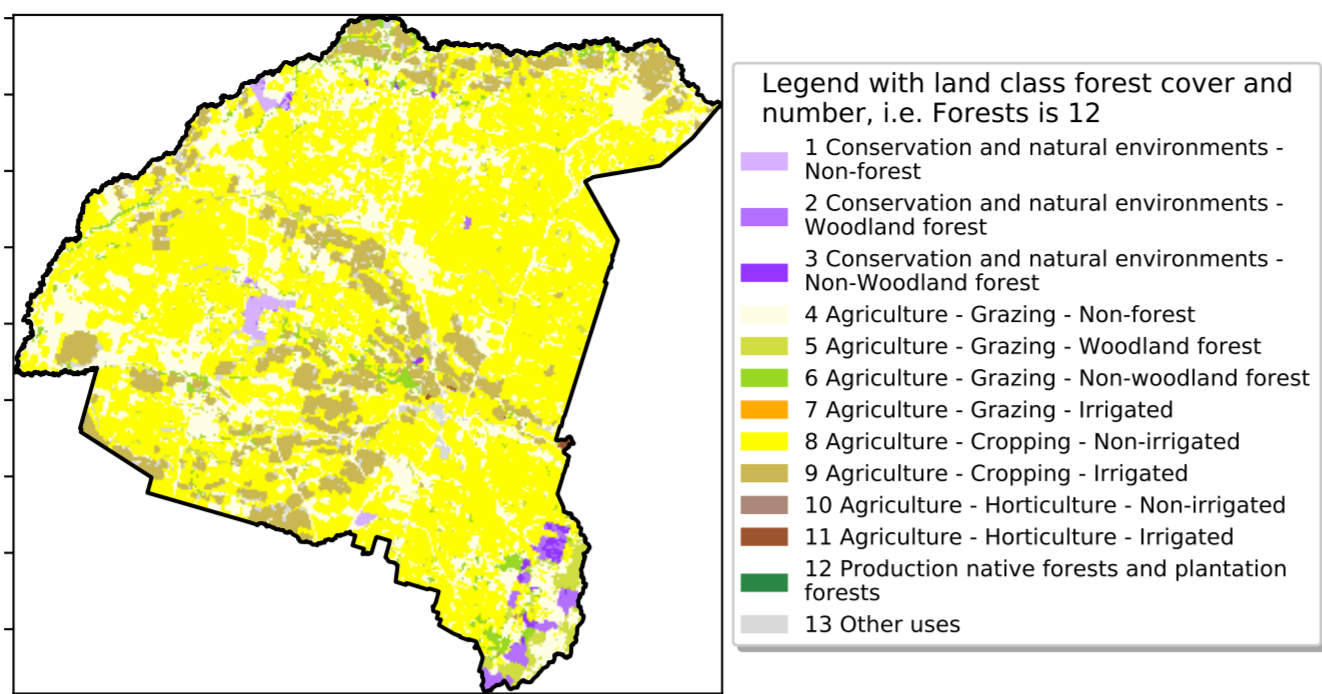 Legend with land class forest cover and
number, i.e. Forests is 12
1 Conservation and natural environments -
Non-forest
2 Conservation and natural environments -
Woodland forest
3 Conservation and natural environments -
Non-Woodland forest
4 Agriculture - Grazing - Non-forest
5 Agriculture - Grazing - Woodland forest
6 Agriculture - Grazing - Non-woodland forest
7 Agriculture - Grazing - Irrigated
8 Agriculture - Cropping - Non-irrigated
9 Agriculture - Cropping - Irrigated
10 Agriculture - Horticulture - Non-irrigated
11 Agriculture - Horticulture - Irrigated
12 Production native forests and plantation
forests
13 Other uses